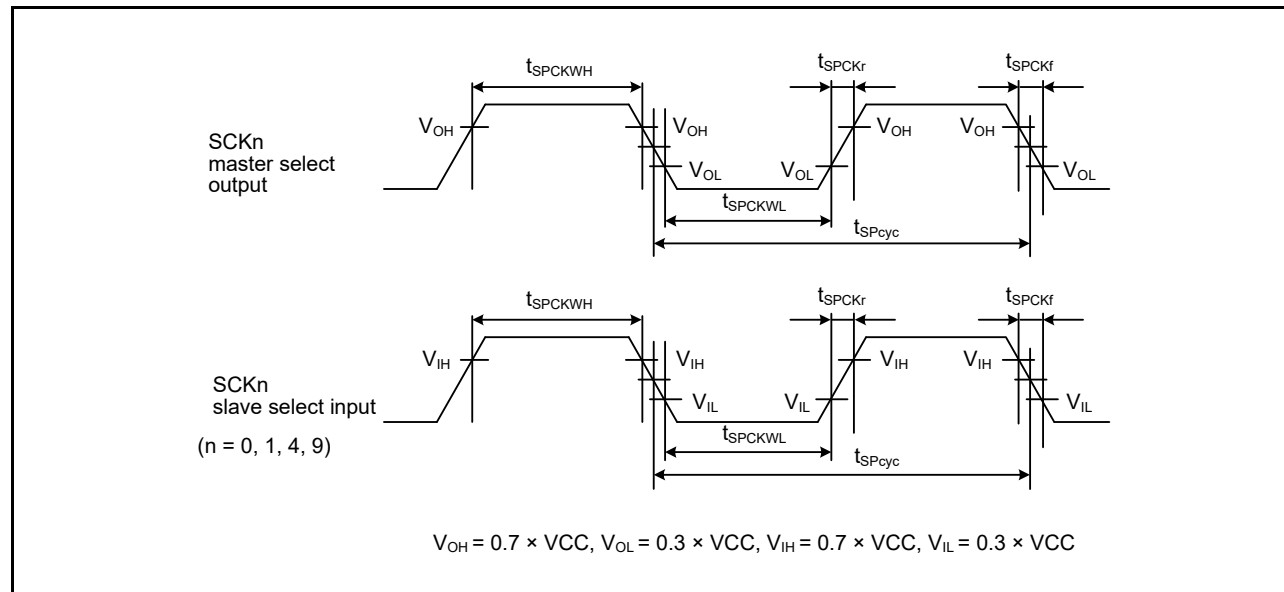 tSPCKWH
tSPCKr
tSPCKf
VOH
VOH
VOH
VOH
SCKn
master select
output
VOL
VOL
VOL
tSPCKWL
tSPcyc
tSPCKWH
tSPCKr
tSPCKf
VIH
VIH
VIH
VIH
SCKn
slave select input
(n = 0, 1, 4, 9)
VIL
VIL
VIL
tSPCKWL
tSPcyc
VOH = 0.7 × VCC, VOL = 0.3 × VCC, VIH = 0.7 × VCC, VIL = 0.3 × VCC